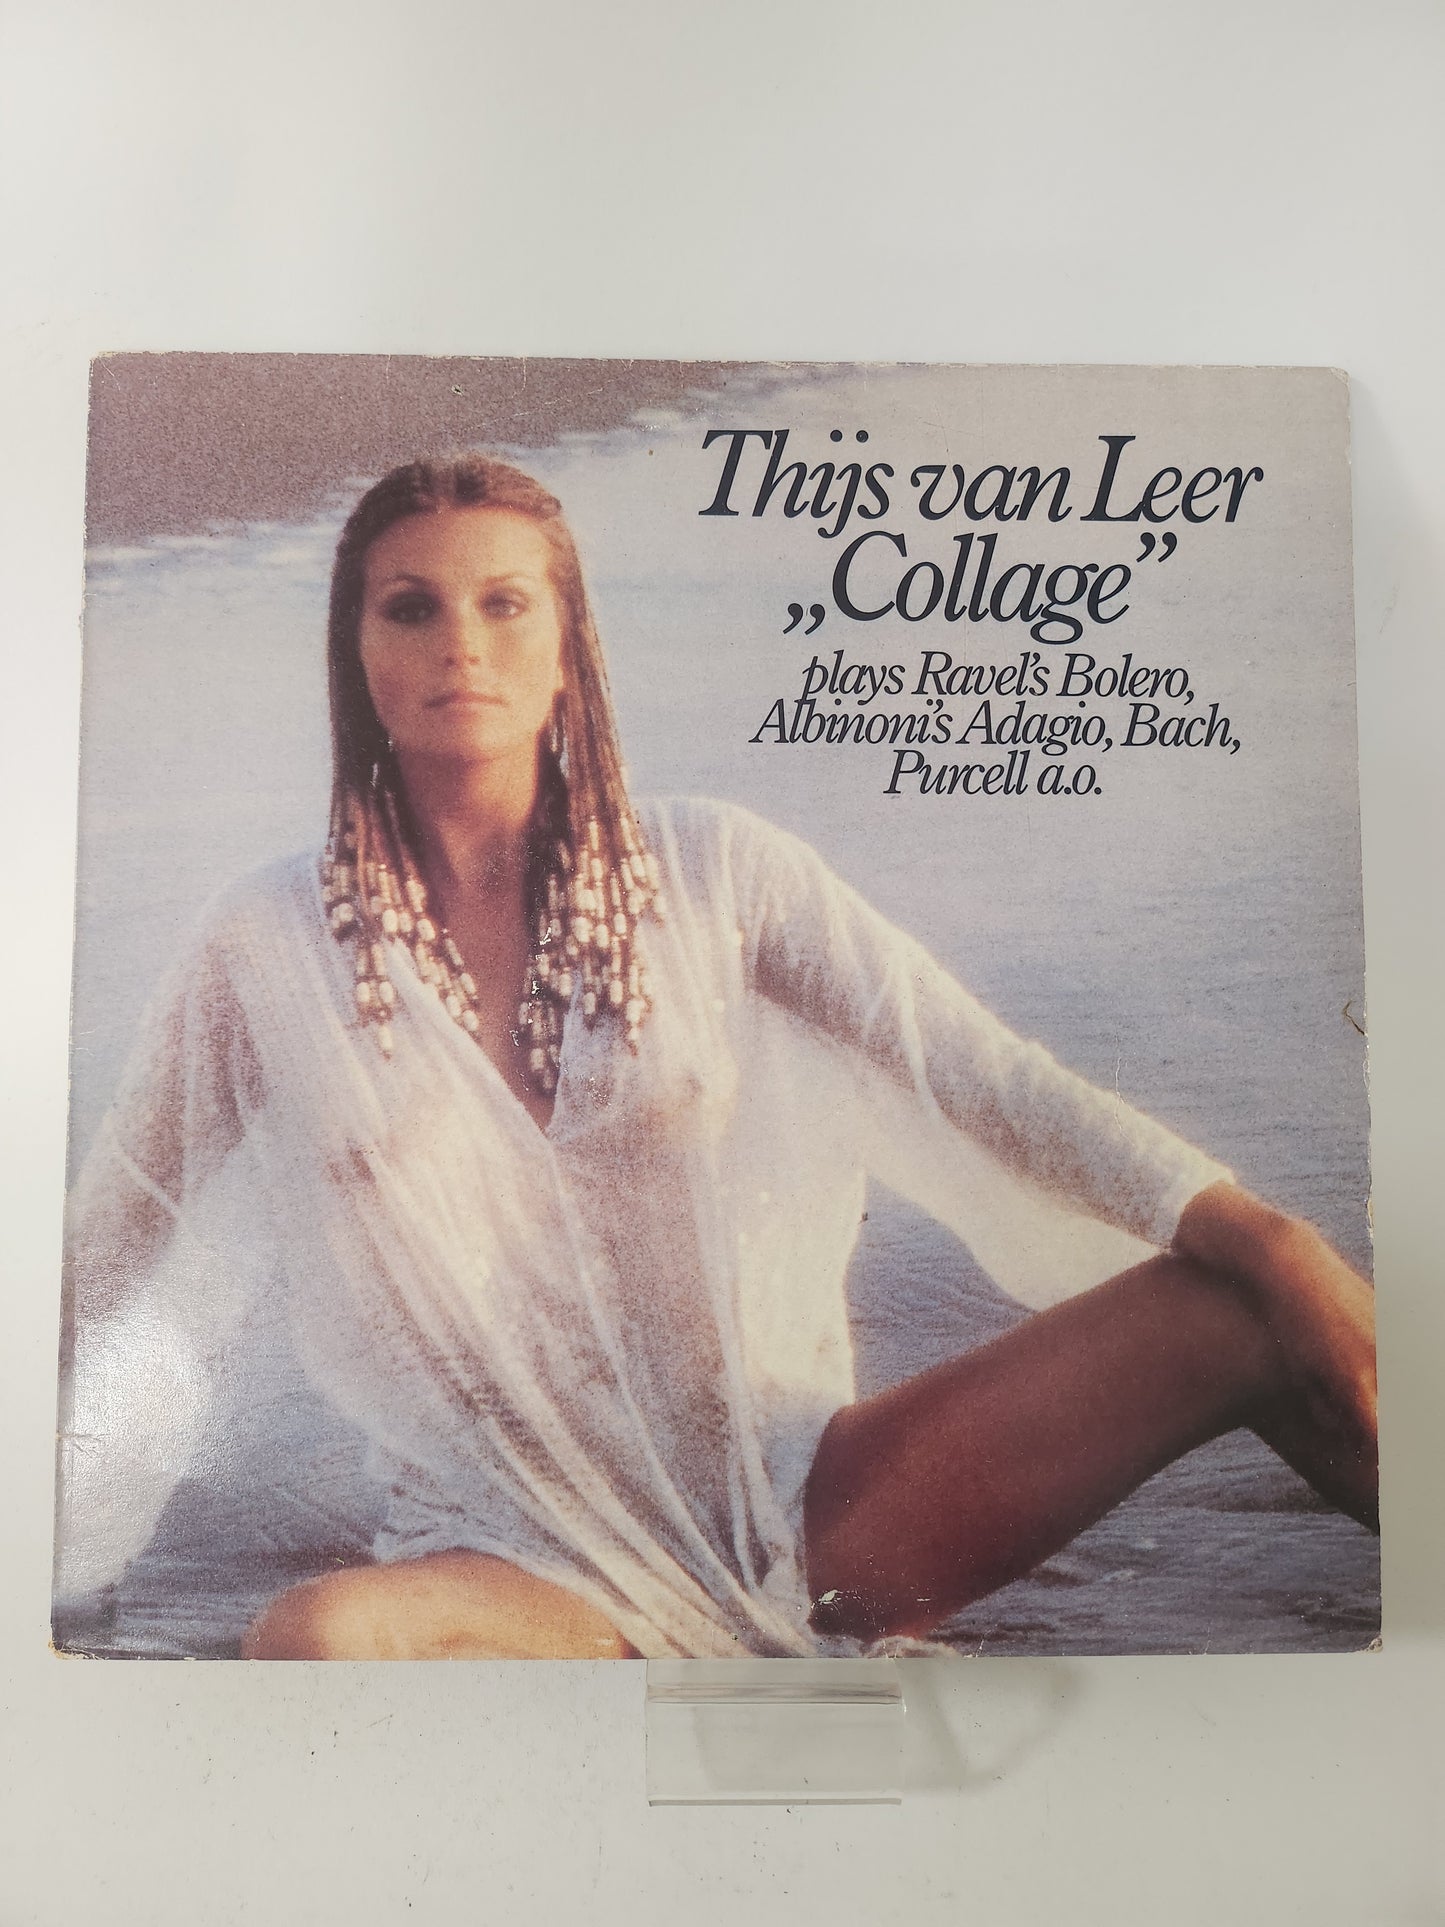 Thijs van Leer
„Collage”
plays Ravel's Bolero,
Albinoni's Adagio, Bach,
Purcell a.o.